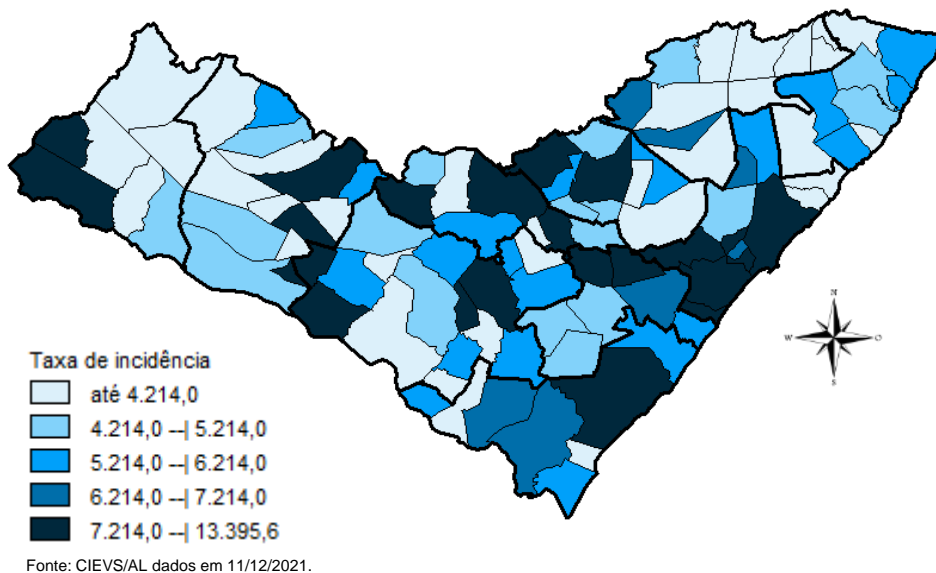 N
W
O
S
Taxa de incidência
até 4.214,0
4.214,0 --| 5.214,0
5.214,0 --| 6.214,0
6.214,0 --| 7.214,0
7.214,0 --| 13.395,6
Fonte: CIEVS/AL dados em 11/12/2021.